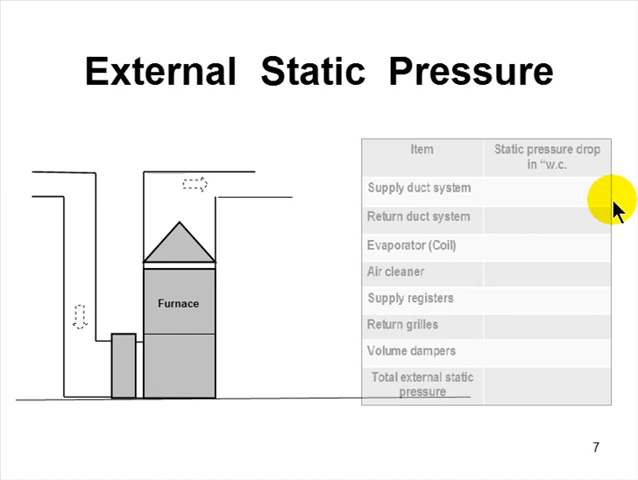 External Static Pressure
Item
Static pressure drop
in “w.c.
Supply duct system
Return duct system
Evaporator (Coil)
Air cleaner
Supply registers
Return grilles
Volume dampers
Total external static
pressure
Furnace
7